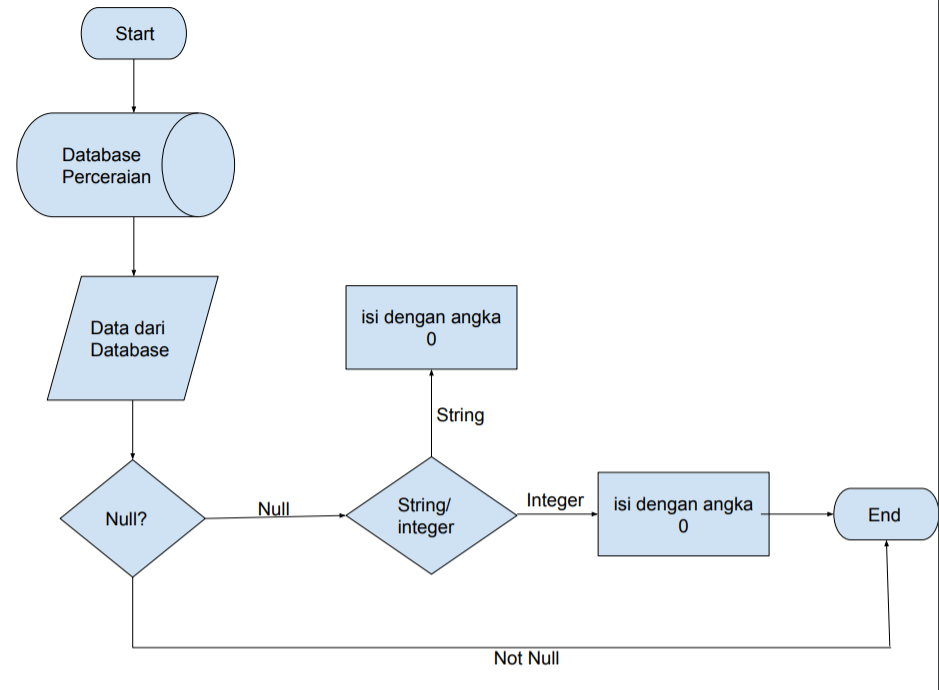 Start
Database
Perceraian
Data dari
Database
isi dengan angka
0
String
Null?
Null
String/
integer
Integer
isi dengan angka
0
End
Not Null